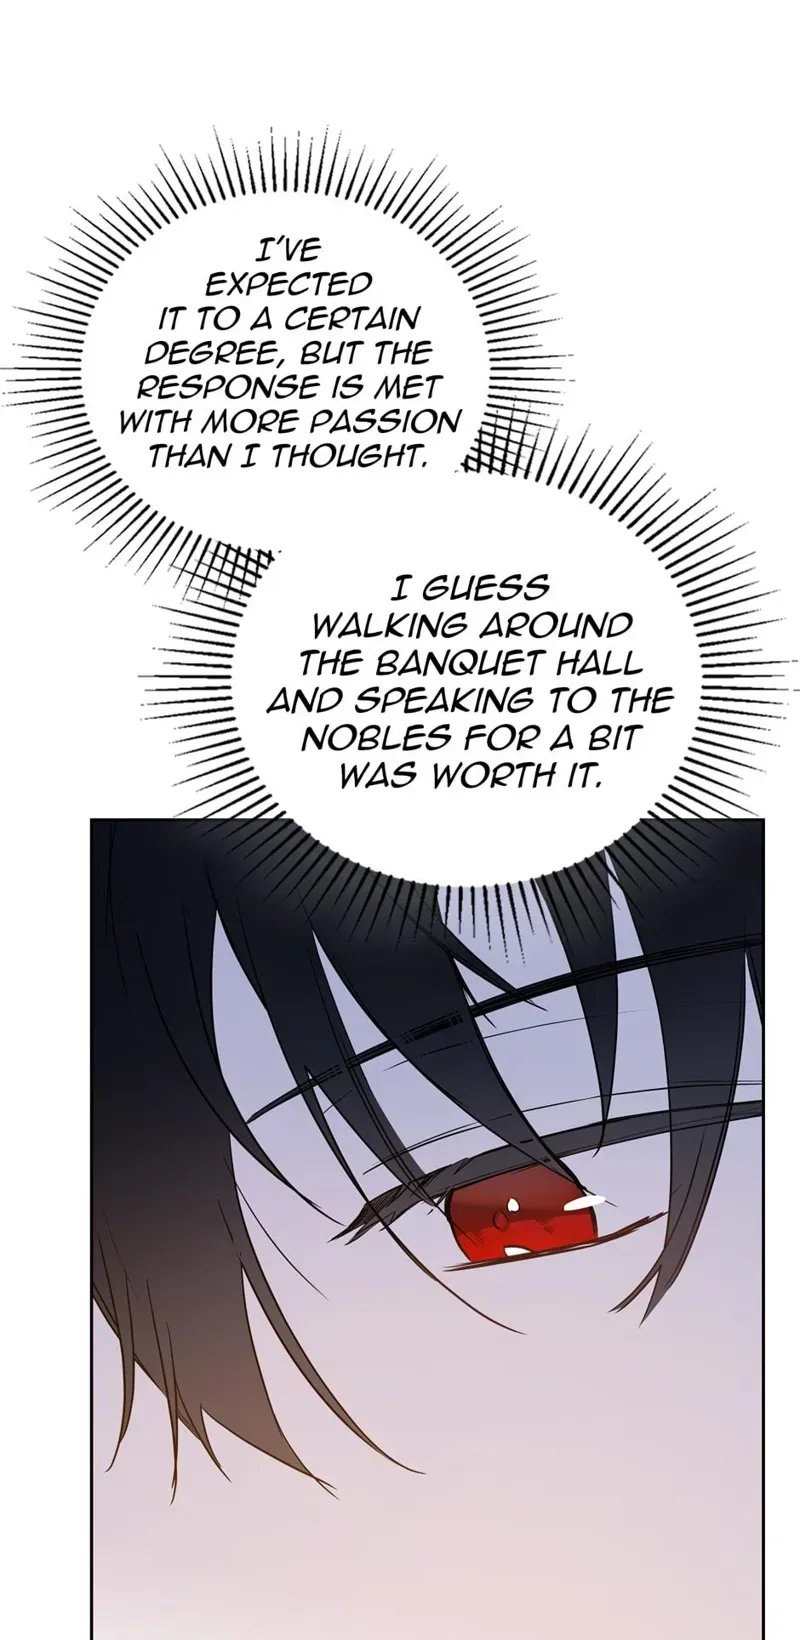 I'VE
EXPECTED
IT TO A CERTAIN
DEGREE, BUT THE
RESPONSE IS MET
WITH MORE PASSION
THAN I THOUGHT.
I GUESS
WALKING AROUND
THE BANQUET HALL
AND SPEAKING TO THE
NOBLES FOR A BIT
WAS WORTH IT.